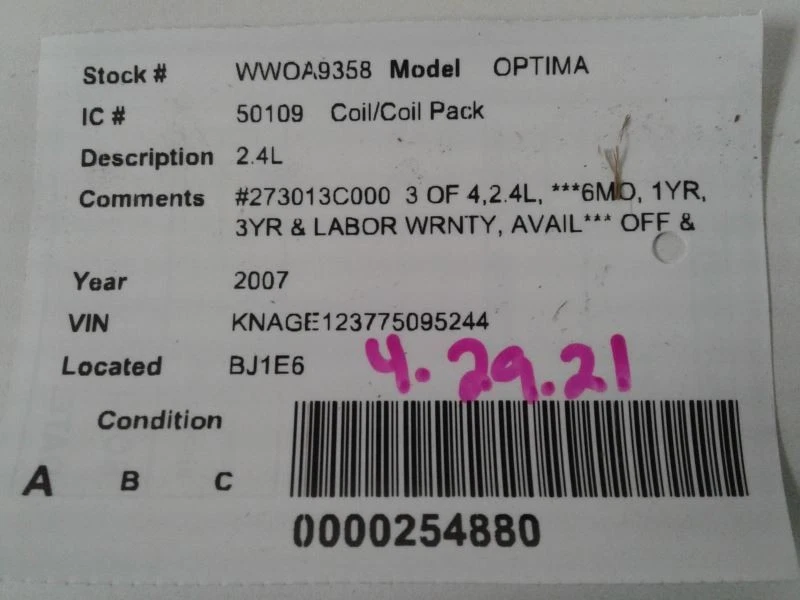 Stock # WWOA9358 Model OPTIMA
IC # 50109 Coil/Coil Pack
Description 2.4L
Comments #273013C000 3 OF 4,2.4L, ***6MO, 1YR,
3YR & LABOR WRNTY, AVAIL*** OFF &
Year 2007
VIN KNAGE123775095244
Located BJ1E6 4.29.21
Condition
A B C
0000254880